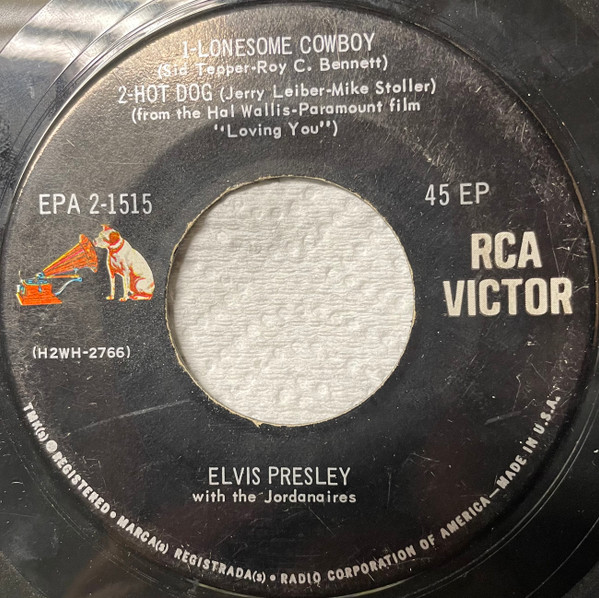 1-LONESOME COWBOY
(Sid Tepper-Roy C. Bennett)
2-HOT DOG (Jerry Leiber-Mike Stoller)
(from the Hal Wallis-Paramount film
"Loving You")
EPA 2-1515
45 EP
RCA
VICTOR
(H2WH-2766)
ELVIS PRESLEY
with the Jordanaires
TMK(s) ® REGISTERED • MARCA(s) REGISTRADA(s) • RADIO CORPORATION OF AMERICA—MADE IN U.S.A.